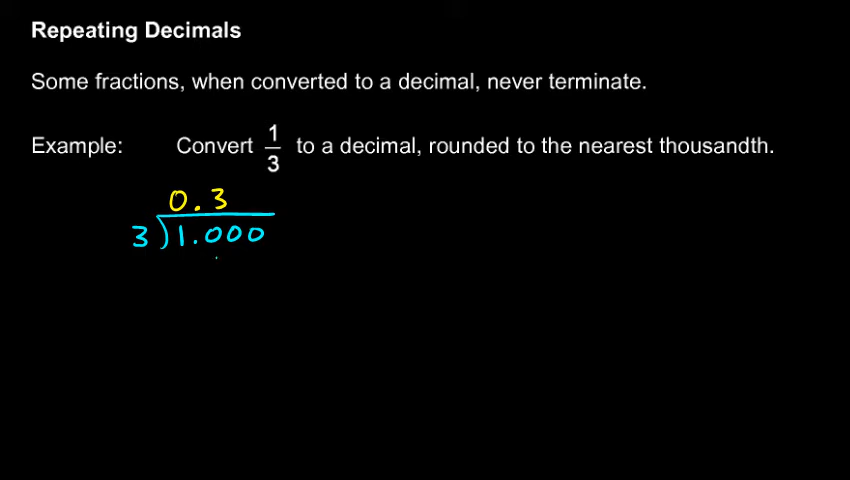 Repeating Decimals
Some fractions, when converted to a decimal, never terminate.
Example: Convert 1/3 to a decimal, rounded to the nearest thousandth.
0.3
3)1.000